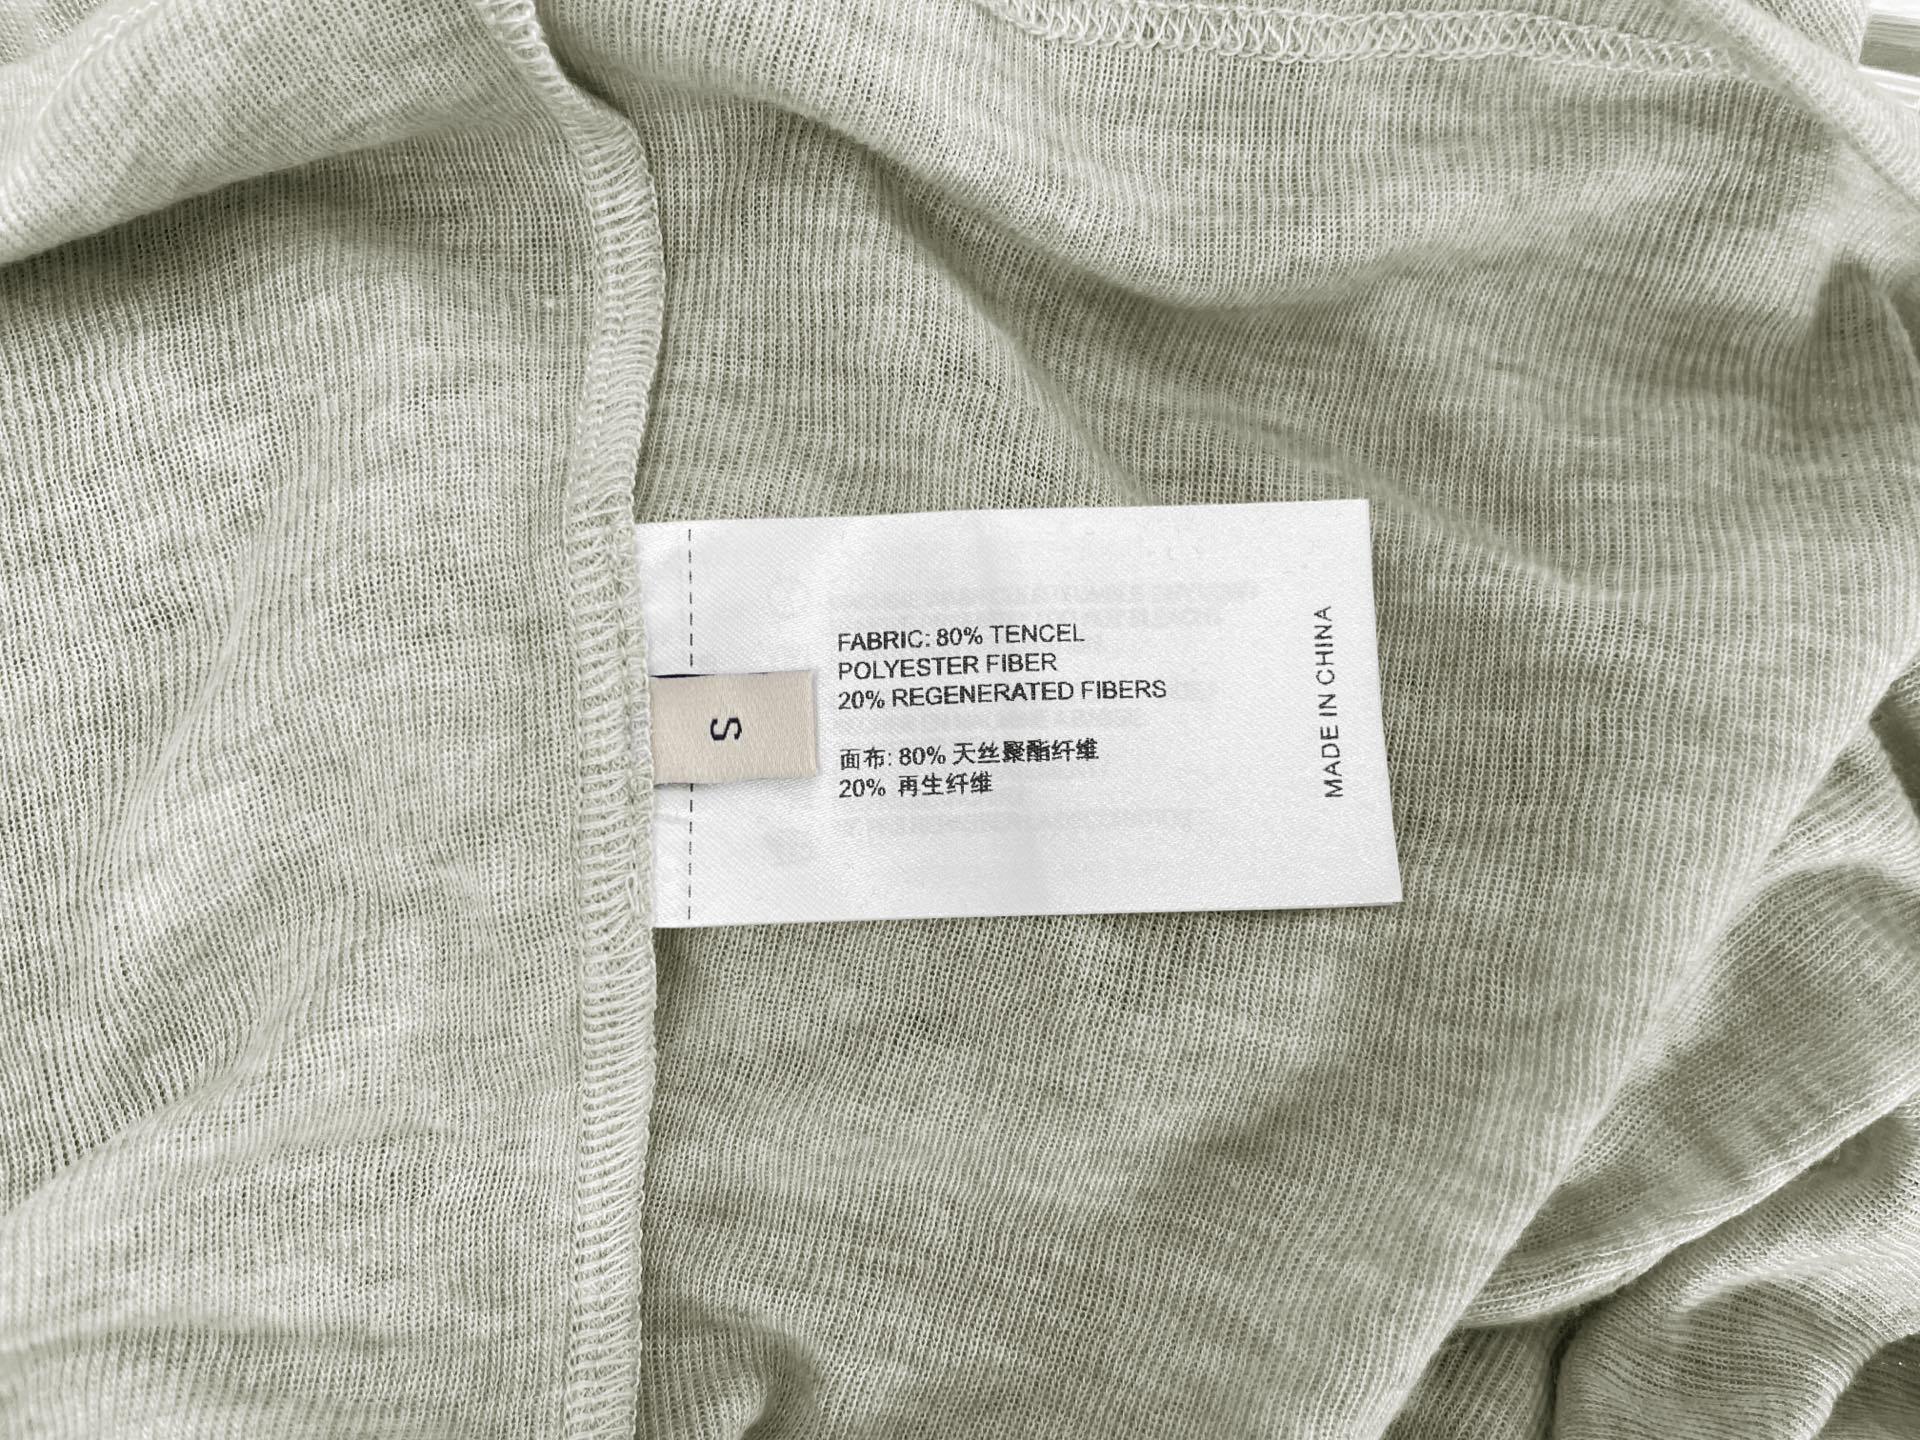 S
FABRIC: 80% TENCEL
POLYESTER FIBER
20% REGENERATED FIBERS
面布: 80% 天丝聚酯纤维
20% 再生纤维
MADE IN CHINA